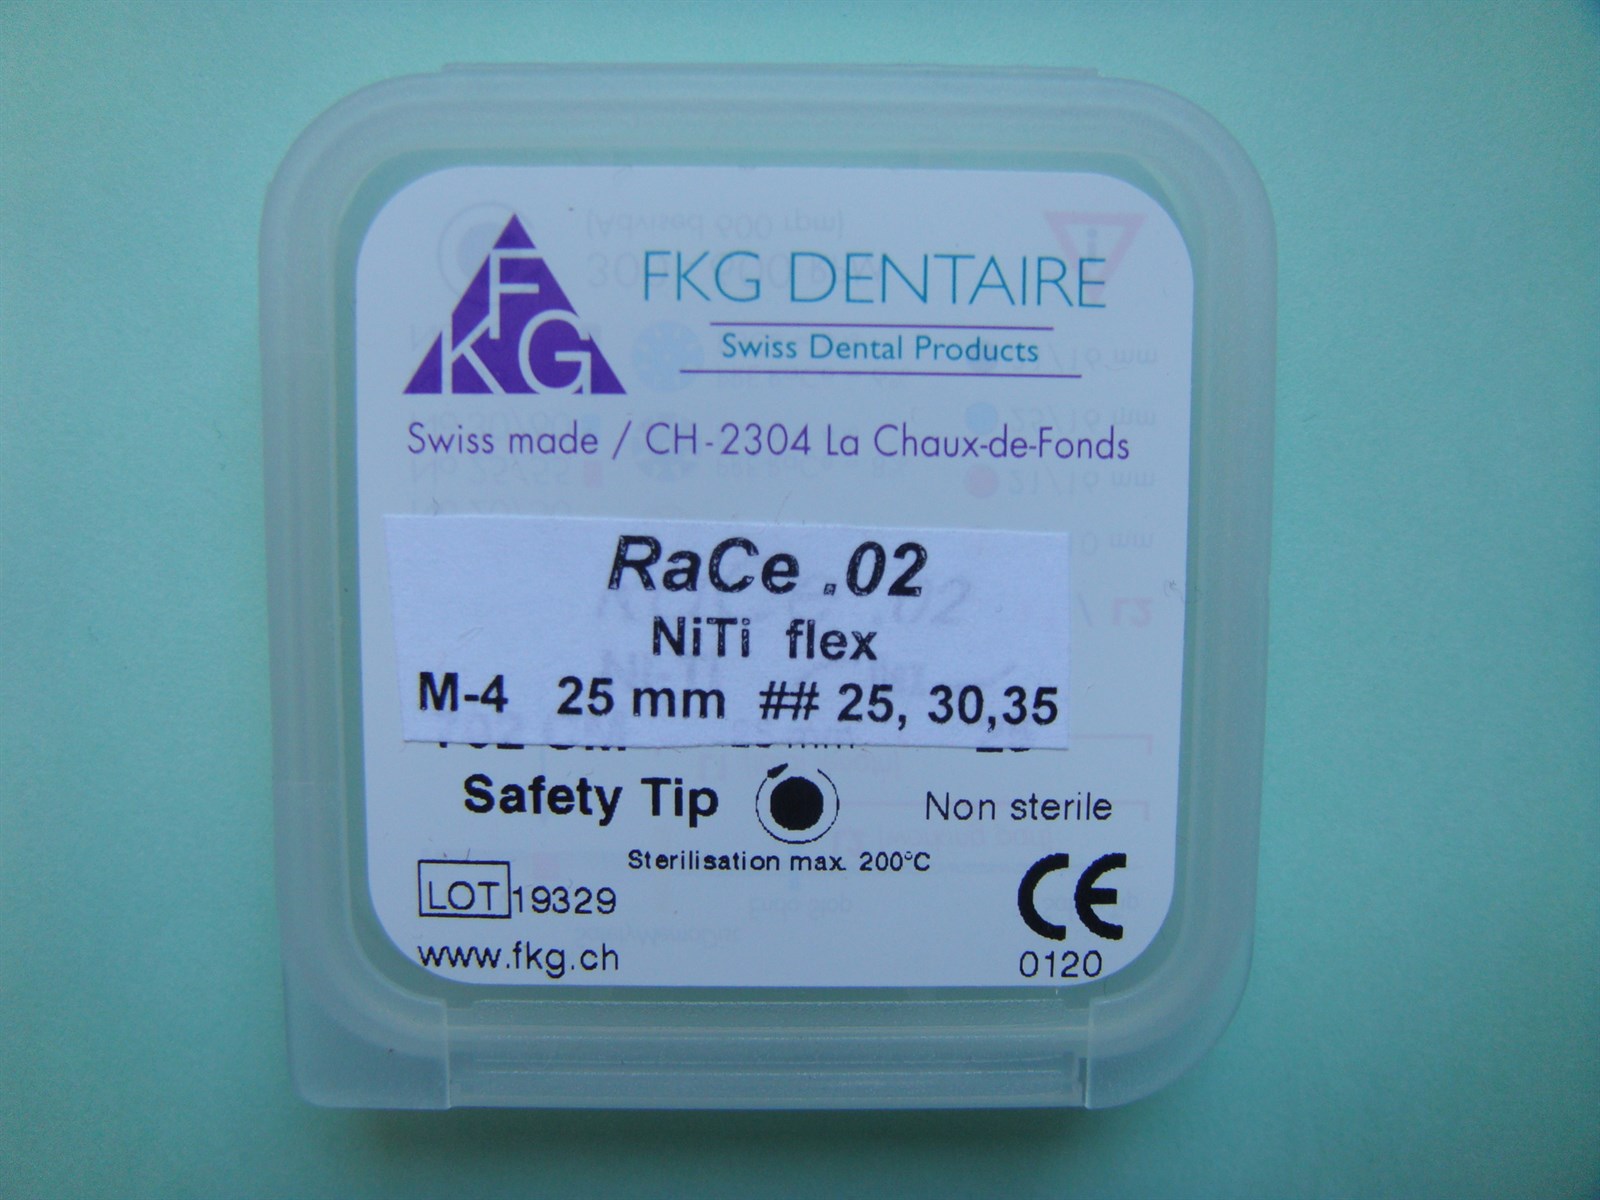 FKG
FKG DENTAIRE
Swiss Dental Products
Swiss made / CH-2304 La Chaux-de-Fonds
RaCe .02
NiTi flex
M-4 25 mm ## 25, 30,35
Safety Tip Non sterile
Sterilisation max. 200°C
LOT 19329
www.fkg.ch
CE
0120